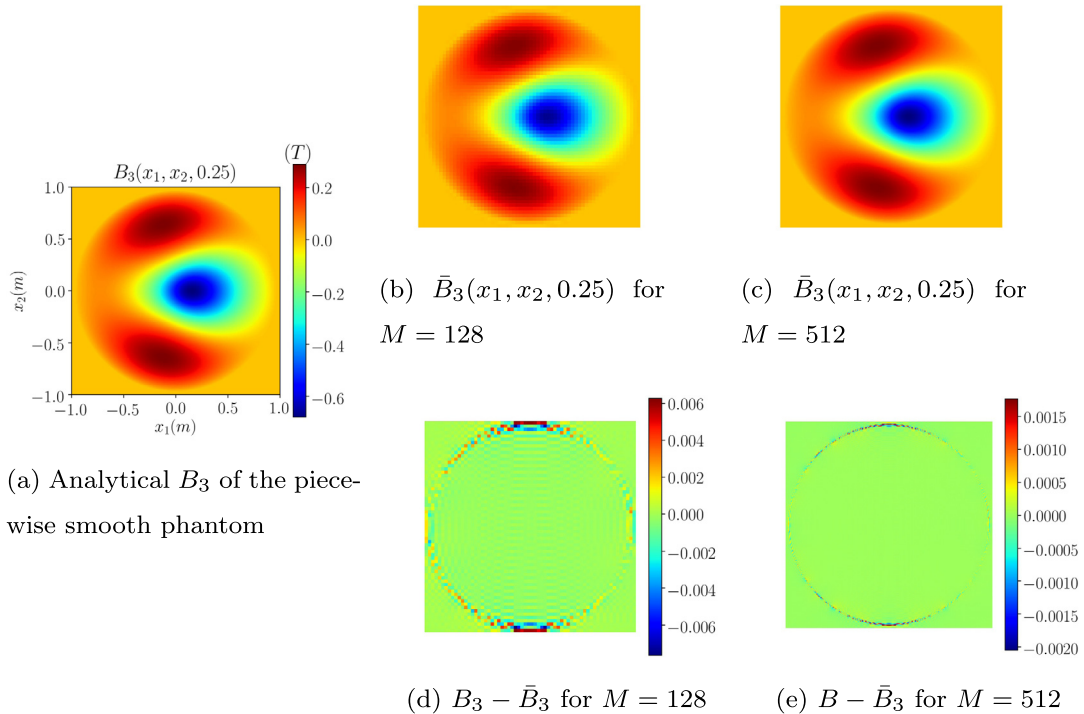 (T)
B₃(x₁, x₂, 0.25)
1.0
0.5
0.0
−0.5
−1.0
x₂(m)
−1.0 −0.5 0.0 0.5 1.0
x₁(m)
0.2
0.0
−0.2
−0.4
−0.6
(a) Analytical B₃ of the piece-
wise smooth phantom
(b) B̄₃(x₁, x₂, 0.25) for
M = 128
(c) B̄₃(x₁, x₂, 0.25) for
M = 512
0.006
0.004
0.002
0.000
−0.002
−0.004
−0.006
(d) B₃ − B̄₃ for M = 128
0.0015
0.0010
0.0005
0.0000
−0.0005
−0.0010
−0.0015
−0.0020
(e) B − B̄₃ for M = 512